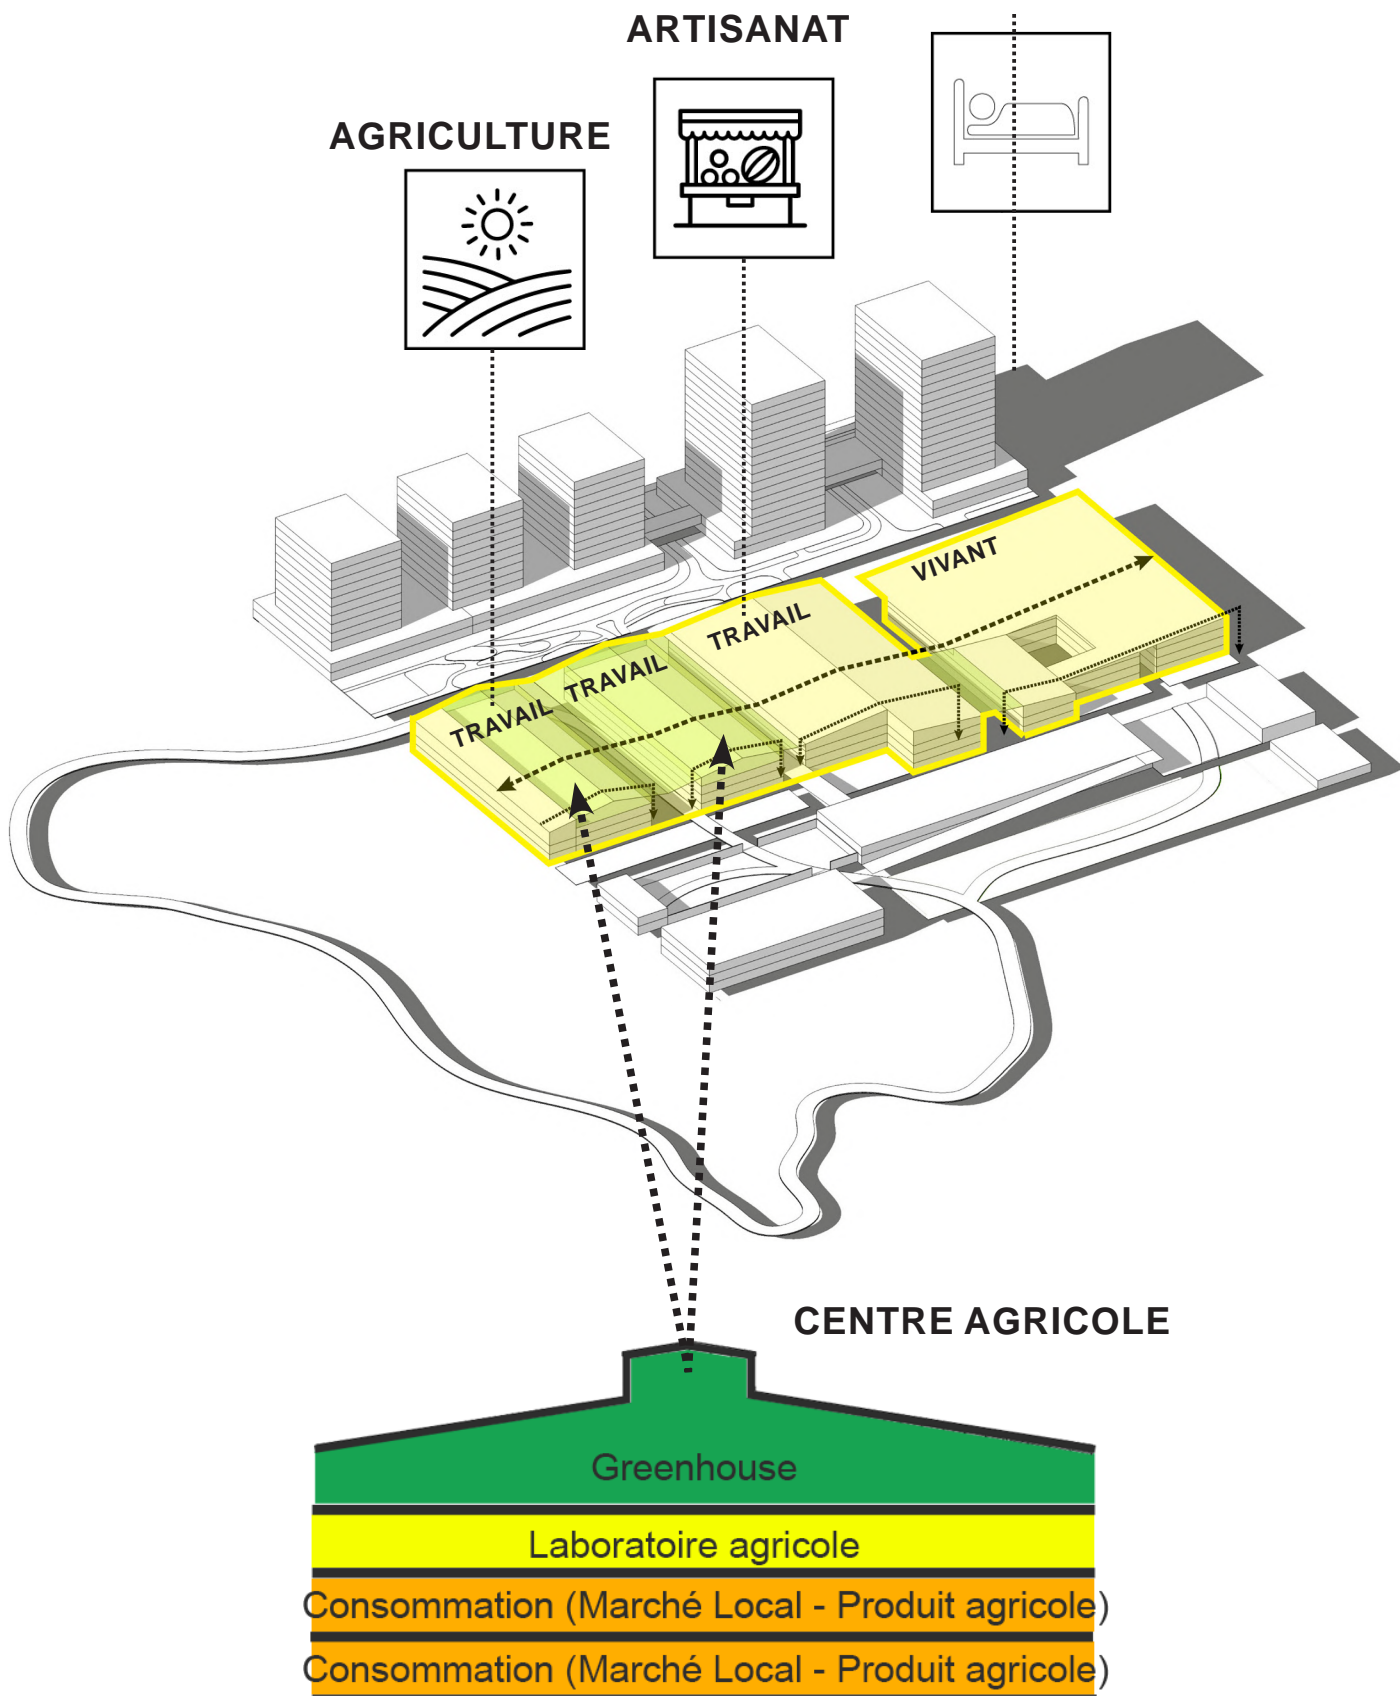 ARTISANAT
AGRICULTURE
VIVANT
TRAVAIL
TRAVAIL
TRAVAIL
CENTRE AGRICOLE
Greenhouse
Laboratoire agricole
Consommation (Marché Local - Produit agricole)
Consommation (Marché Local - Produit agricole)